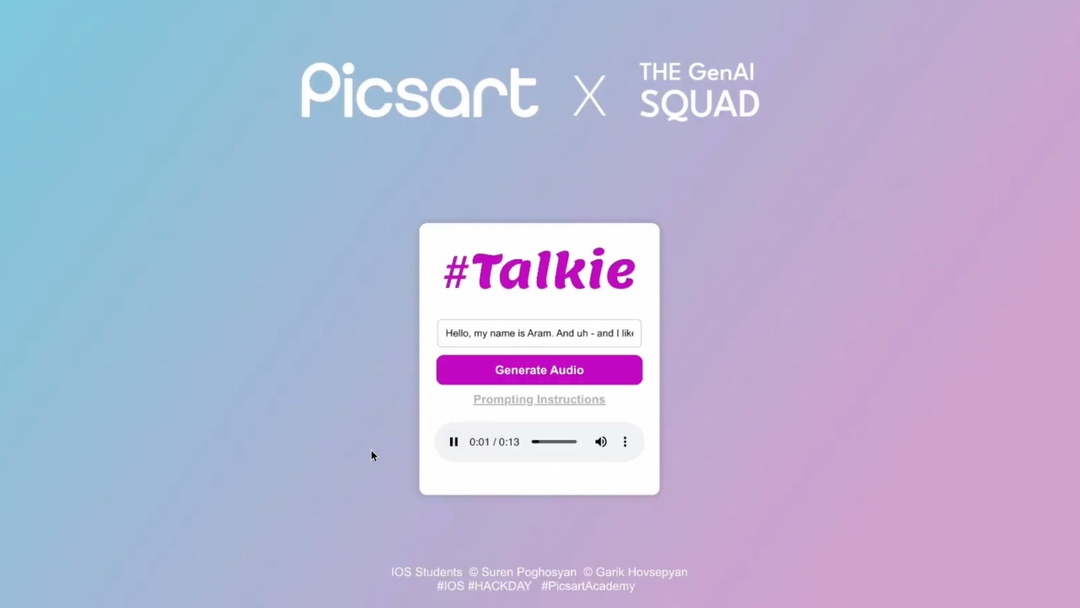 Picsart X THE GenAI SQUAD
#Talkie
Hello, my name is Aram. And uh - and I like
Generate Audio
Prompting Instructions
0:01 / 0:13
IOS Students © Suren Poghosyan © Garik Hovsepyan
#IOS #HACKDAY #PicsartAcademy